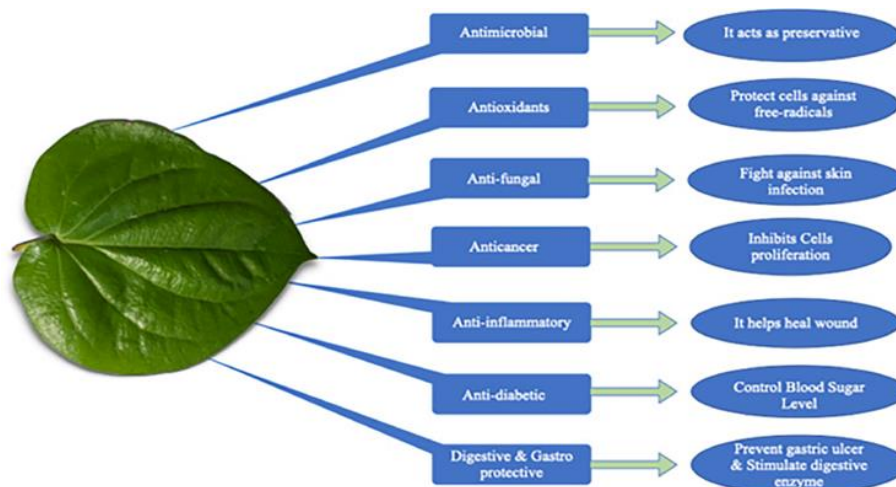 Antimicrobial
It acts as preservative
Antioxidants
Protect cells against
free-radicals
Anti-fungal
Fight against skin
infection
Anticancer
Inhibits Cells
proliferation
Anti-inflammatory
It helps heal wound
Anti-diabetic
Control Blood Sugar
Level
Digestive & Gastro
protective
Prevent gastric ulcer
& Stimulate digestive
enzyme